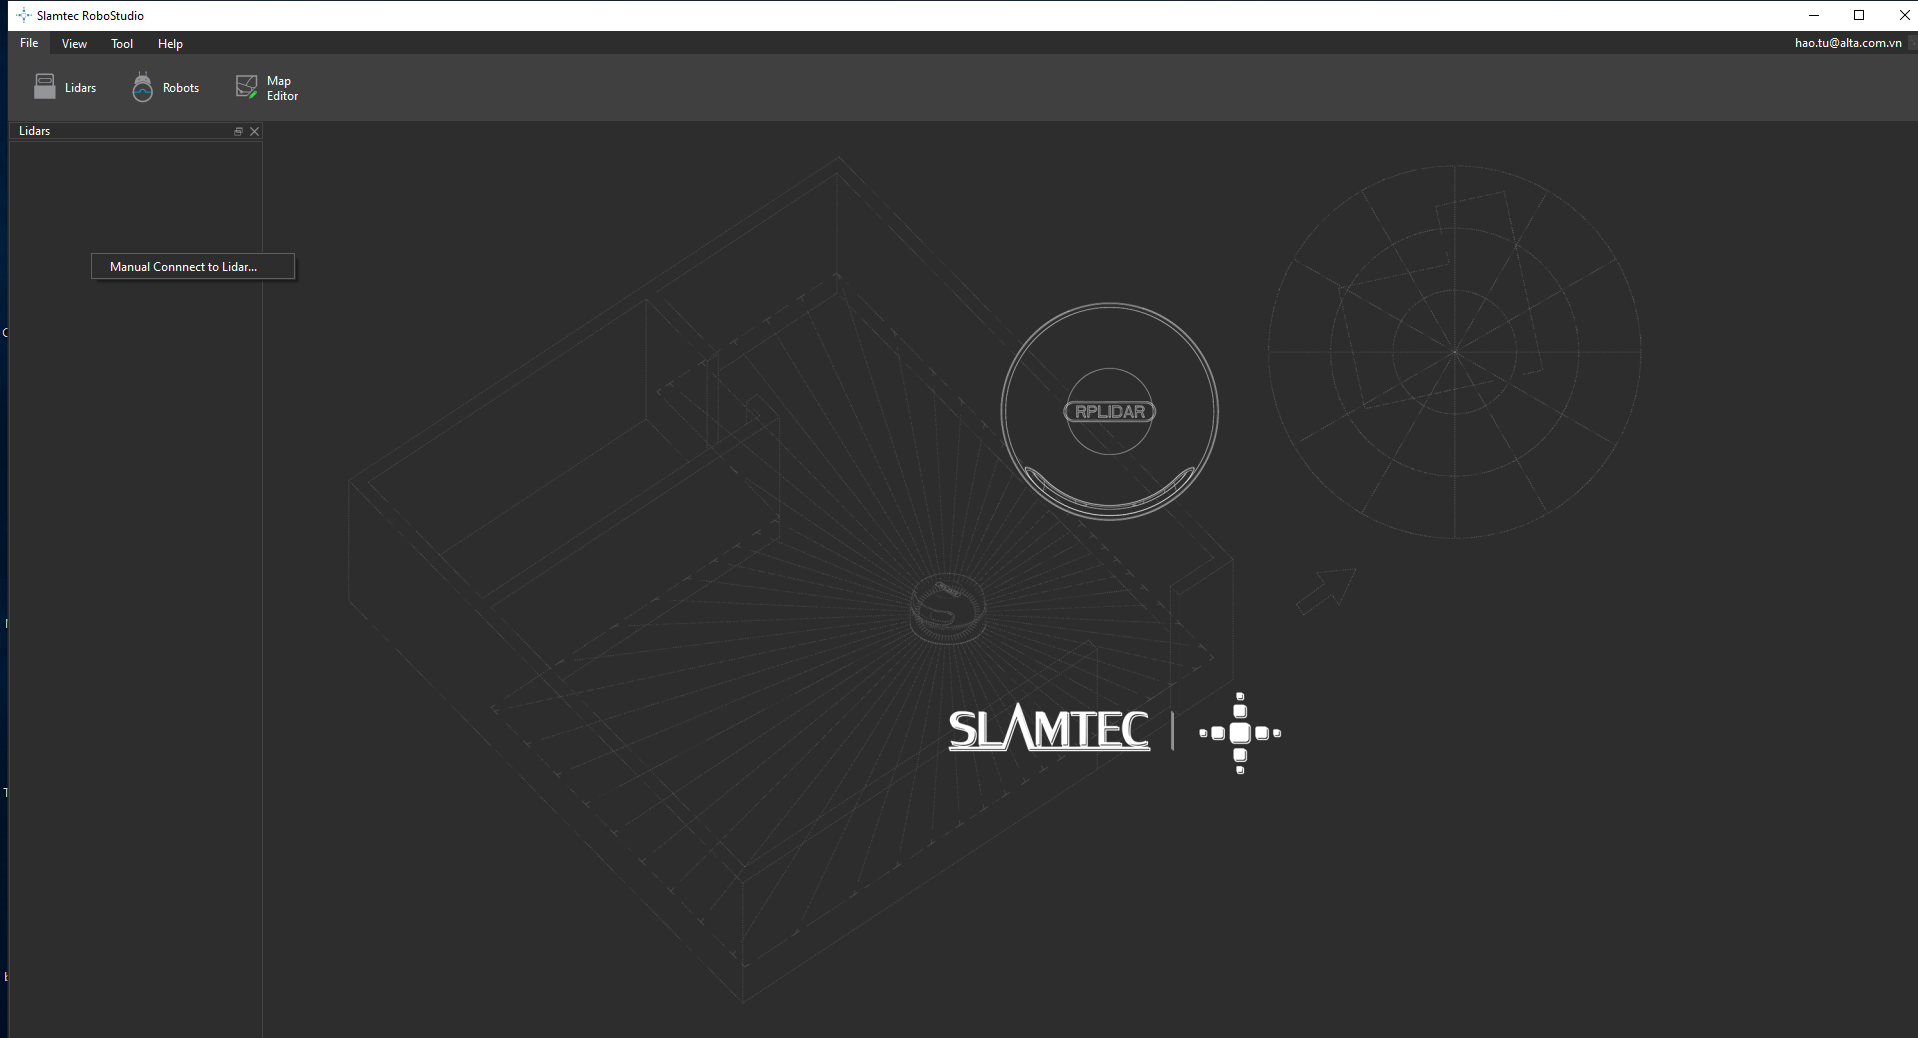 Slamtec RoboStudio
File View Tool Help hao.tu@alta.com.vn
Lidars Robots Map
Editor
Lidars
Manual Connnect to Lidar...
RPLIDAR
SLAMTEC